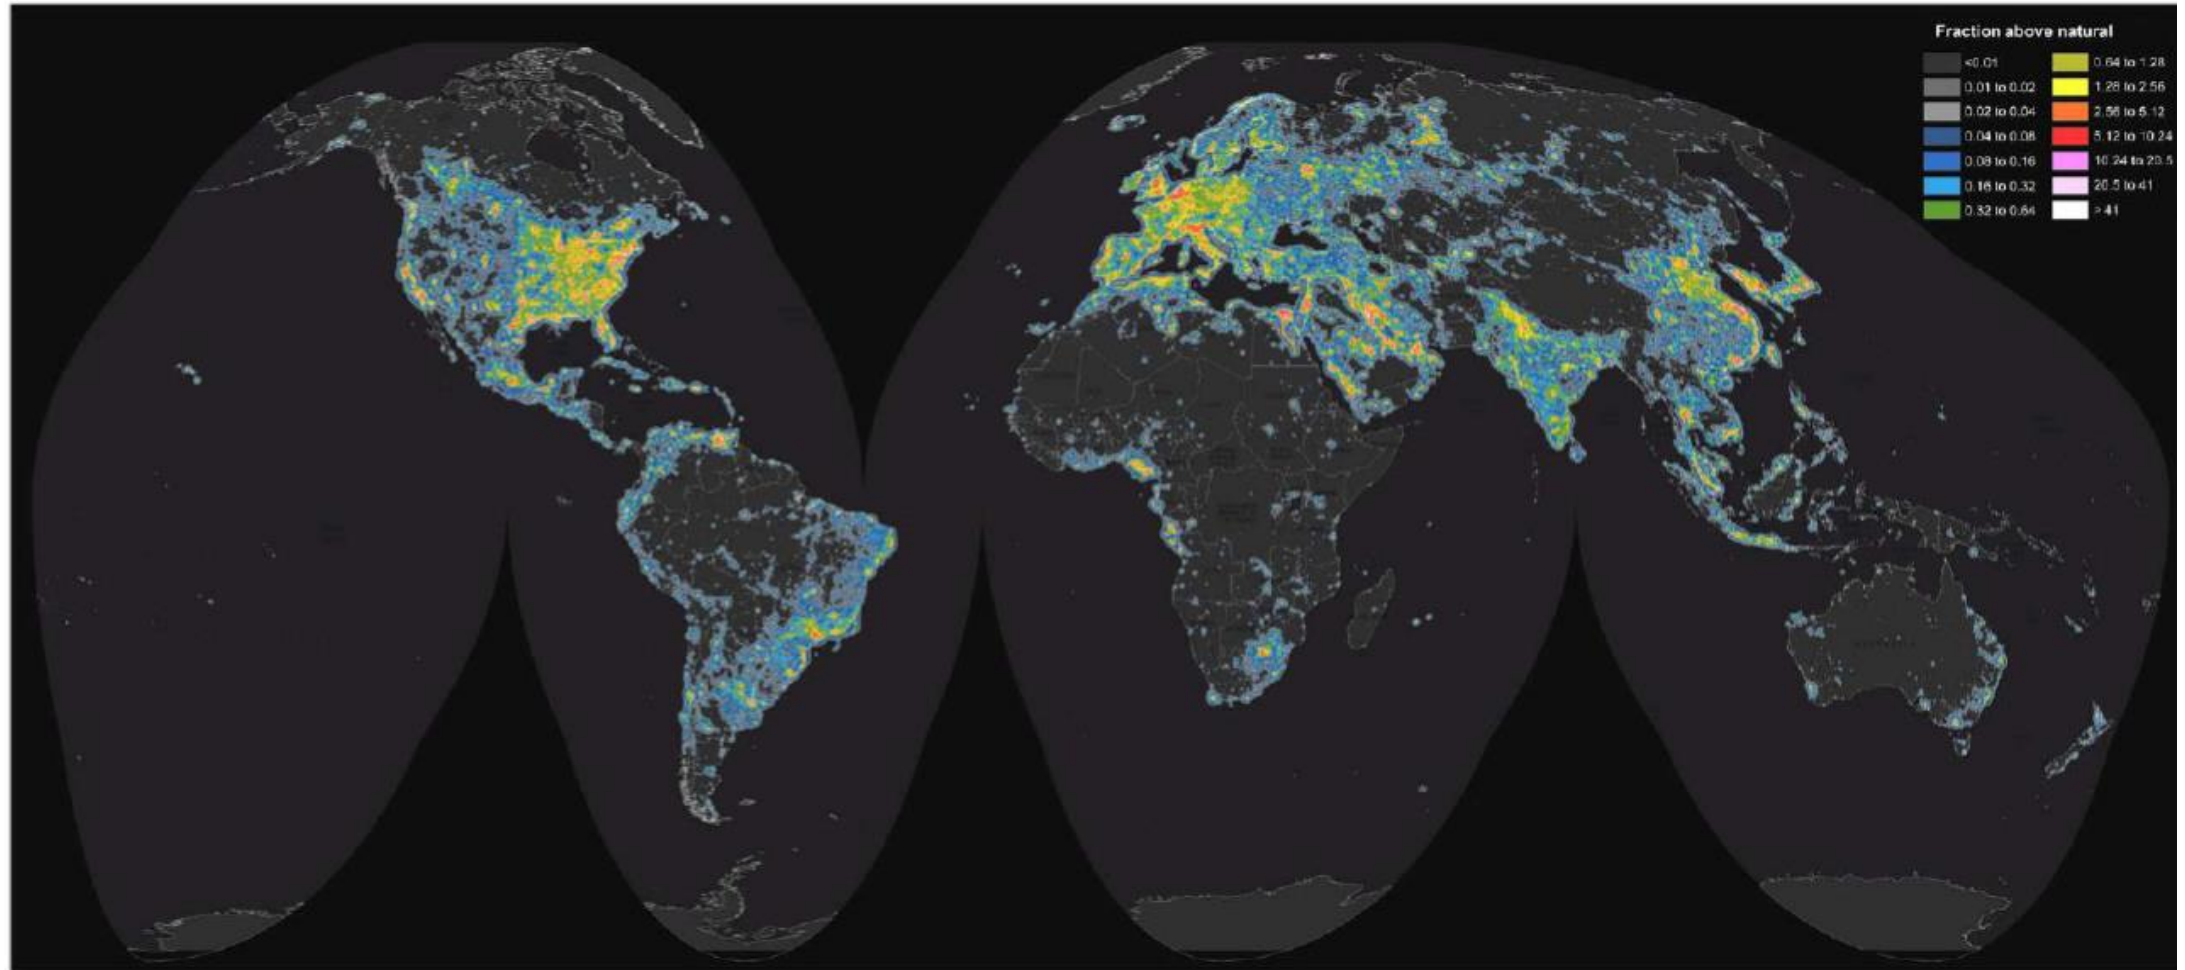 Fraction above natural
<0.01
0.01 to 0.02
0.02 to 0.04
0.04 to 0.08
0.08 to 0.16
0.16 to 0.32
0.32 to 0.64
0.64 to 1.28
1.28 to 2.56
2.56 to 5.12
5.12 to 10.24
10.24 to 20.5
20.5 to 41
>41